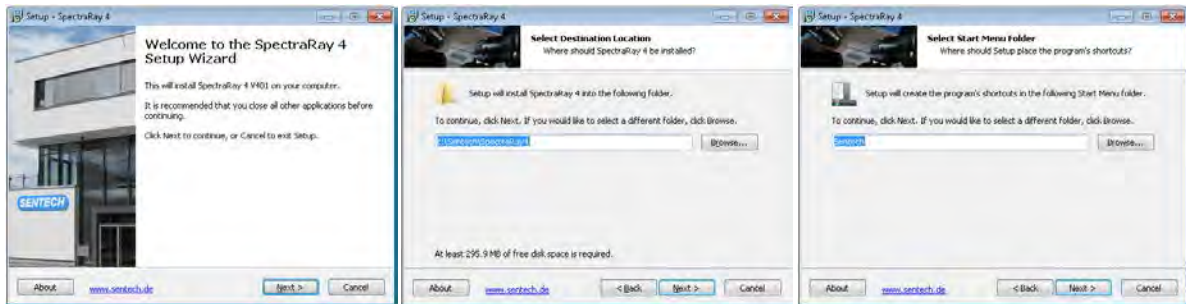 Setup - SpectraRay 4
Welcome to the SpectraRay 4
Setup Wizard
This will install SpectraRay 4 V401 on your computer.
It is recommended that you close all other applications before
continuing.
Click Next to continue, or Cancel to exit Setup.
SENTECH
About
www.sentech.de
Next >
Cancel
Setup - SpectraRay 4
Select Destination Location
Where should SpectraRay 4 be installed?
Setup will install SpectraRay 4 into the following folder.
To continue, click Next. If you would like to select a different folder, click Browse.
C:\Sentech\SpectraRay4
Browse...
At least 295.9 MB of free disk space is required.
About
www.sentech.de
< Back
Next >
Cancel
Setup - SpectraRay 4
Select Start Menu Folder
Where should Setup place the program's shortcuts?
Setup will create the program's shortcuts in the following Start Menu folder.
To continue, click Next. If you would like to select a different folder, click Browse.
Sentech
Browse...
About
www.sentech.de
< Back
Next >
Cancel